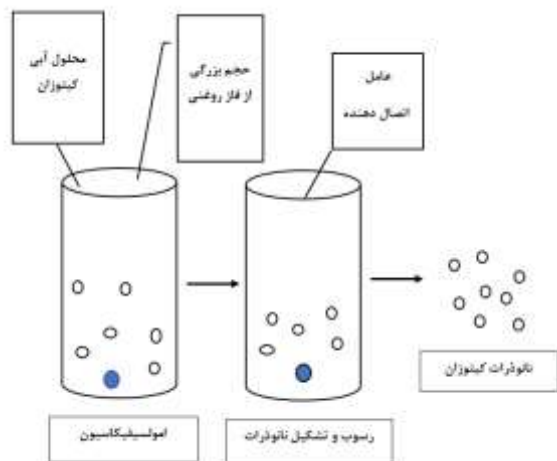 محلول آبی
کیتوزان
حجم بزرگی
از فاز روغنی
عامل
اتصال دهنده
نانوذرات کیتوزان
رسوب و تشکیل نانوذرات
امولسیفیکاسیون